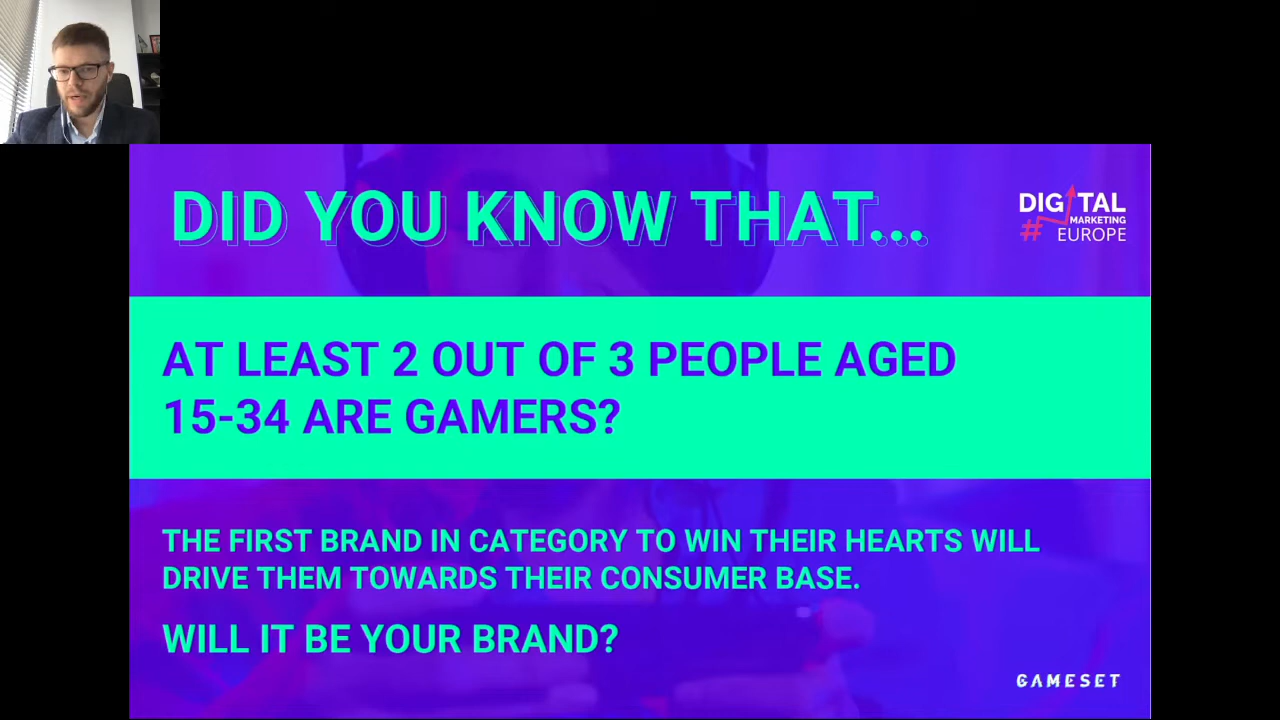 DID YOU KNOW THAT...
DIGITAL
MARKETING
# EUROPE
AT LEAST 2 OUT OF 3 PEOPLE AGED
15-34 ARE GAMERS?
THE FIRST BRAND IN CATEGORY TO WIN THEIR HEARTS WILL
DRIVE THEM TOWARDS THEIR CONSUMER BASE.
WILL IT BE YOUR BRAND?
GAMESET